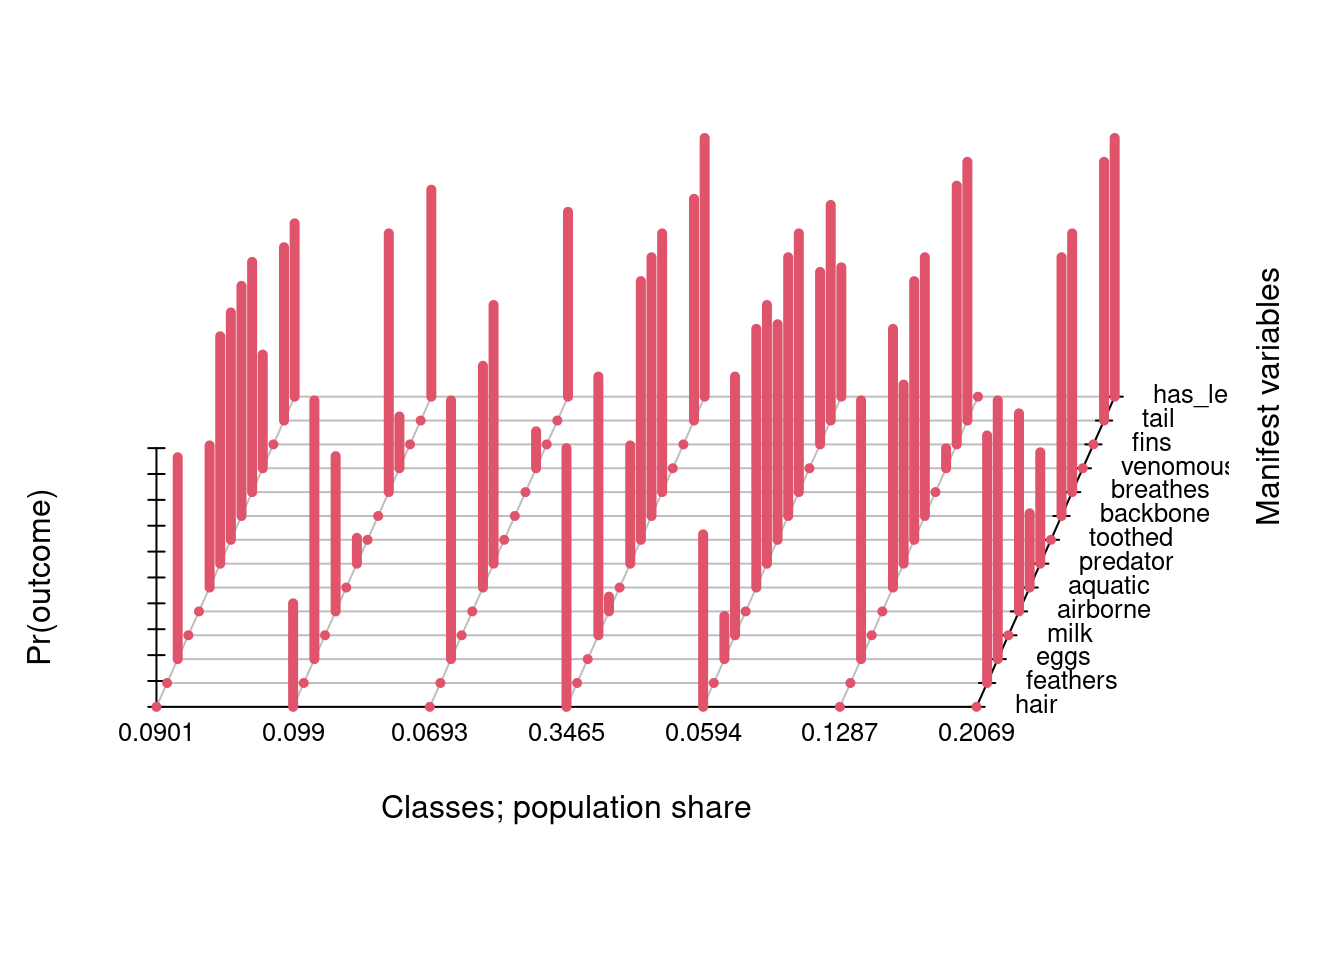 Pr(outcome)
Manifest variables
has_le
tail
fins
venomous
breathes
backbone
toothed
predator
aquatic
airborne
milk
eggs
feathers
hair
0.0901 0.099 0.0693 0.3465 0.0594 0.1287 0.2069
Classes; population share